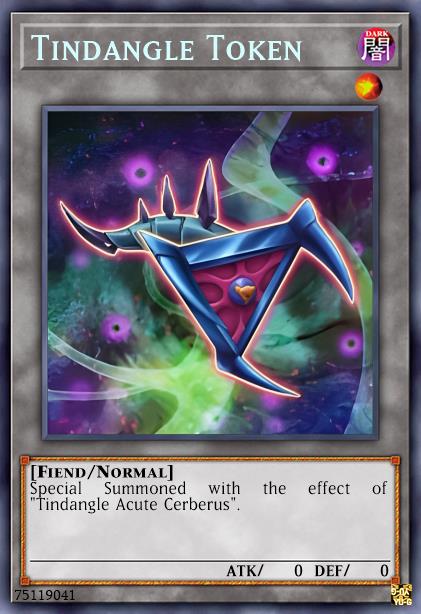 Tindangle Token
DARK
闇
[Fiend/Normal]
Special Summoned with the effect of
"Tindangle Acute Cerberus".
ATK/ 0 DEF/ 0
75119041